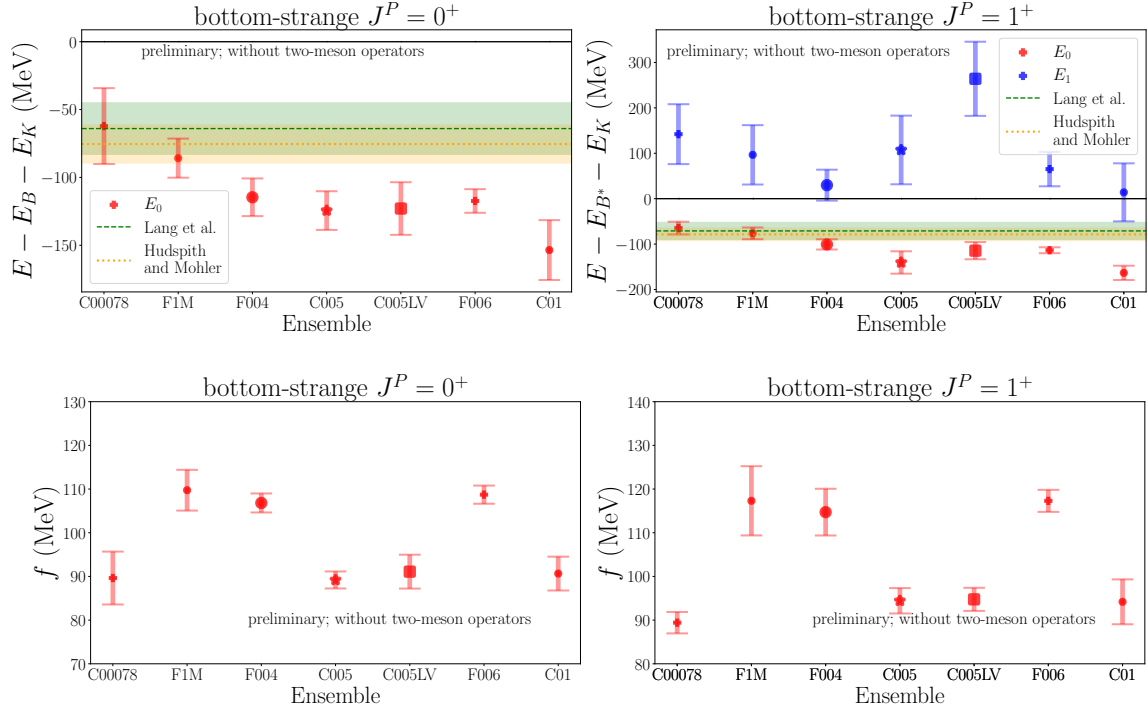 bottom-strange $J^P = 0^+$
preliminary; without two-meson operators
$E - E_B - E_K$ (MeV)
0
−50
−100
−150
$E_0$
Lang et al.
Hudspith
and Mohler
C00078 F1M F004 C005 C005LV F006 C01
Ensemble
bottom-strange $J^P = 1^+$
preliminary; without two-meson operators
$E - E_{B^*} - E_K$ (MeV)
300
200
100
0
−100
−200
$E_0$
$E_1$
Lang et al.
Hudspith
and Mohler
C00078 F1M F004 C005 C005LV F006 C01
Ensemble
bottom-strange $J^P = 0^+$
$f$ (MeV)
130
120
110
100
90
80
70
preliminary; without two-meson operators
C00078 F1M F004 C005 C005LV F006 C01
Ensemble
bottom-strange $J^P = 1^+$
$f$ (MeV)
140
130
120
110
100
90
80
preliminary; without two-meson operators
C00078 F1M F004 C005 C005LV F006 C01
Ensemble